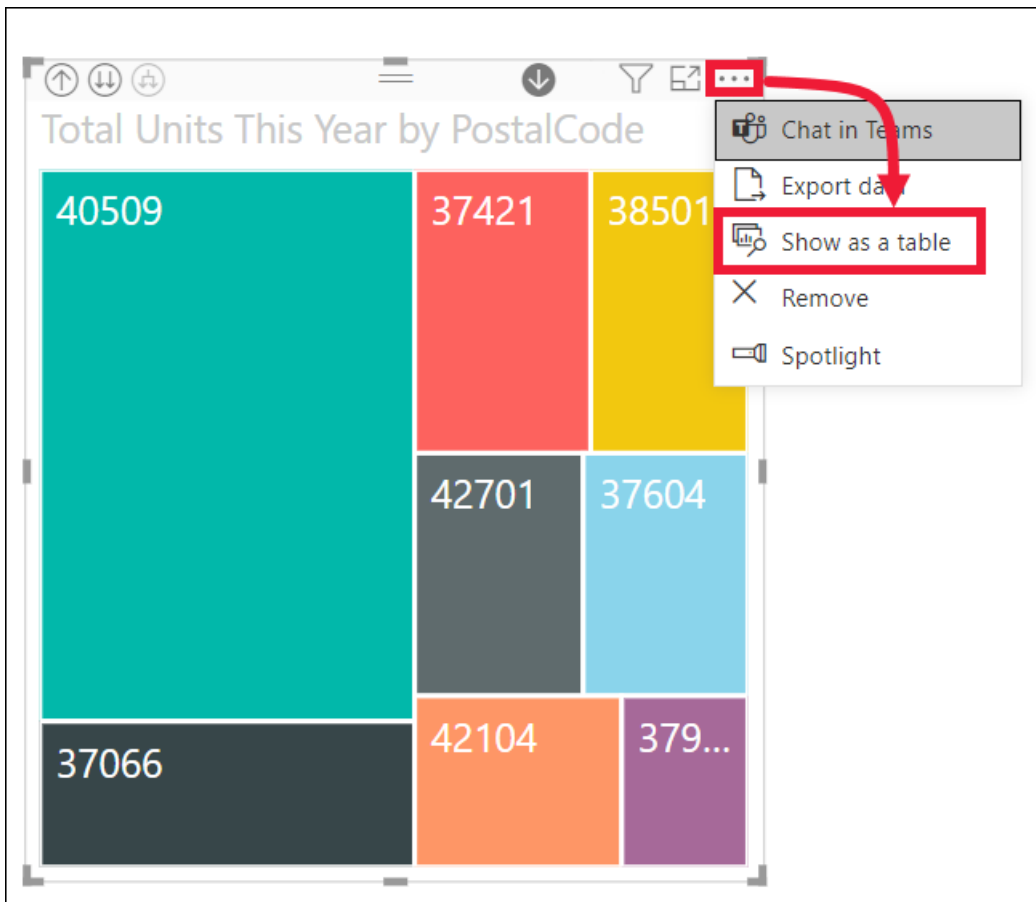 Total Units This Year by PostalCode
Chat in Teams
Export data
Show as a table
Remove
Spotlight
40509
37421
38501
42701
37604
37066
42104
379...